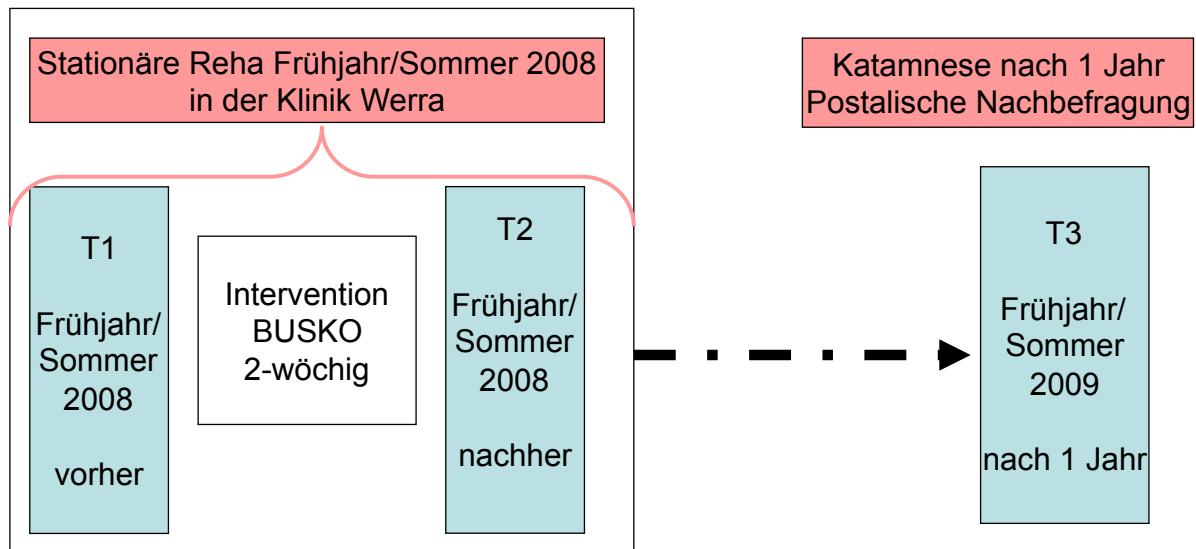 Stationäre Reha Frühjahr/Sommer 2008
in der Klinik Werra
Katamnese nach 1 Jahr
Postalische Nachbefragung
T1
Frühjahr/
Sommer
2008
vorher
Intervention
BUSKO
2-wöchig
T2
Frühjahr/
Sommer
2008
nachher
T3
Frühjahr/
Sommer
2009
nach 1 Jahr